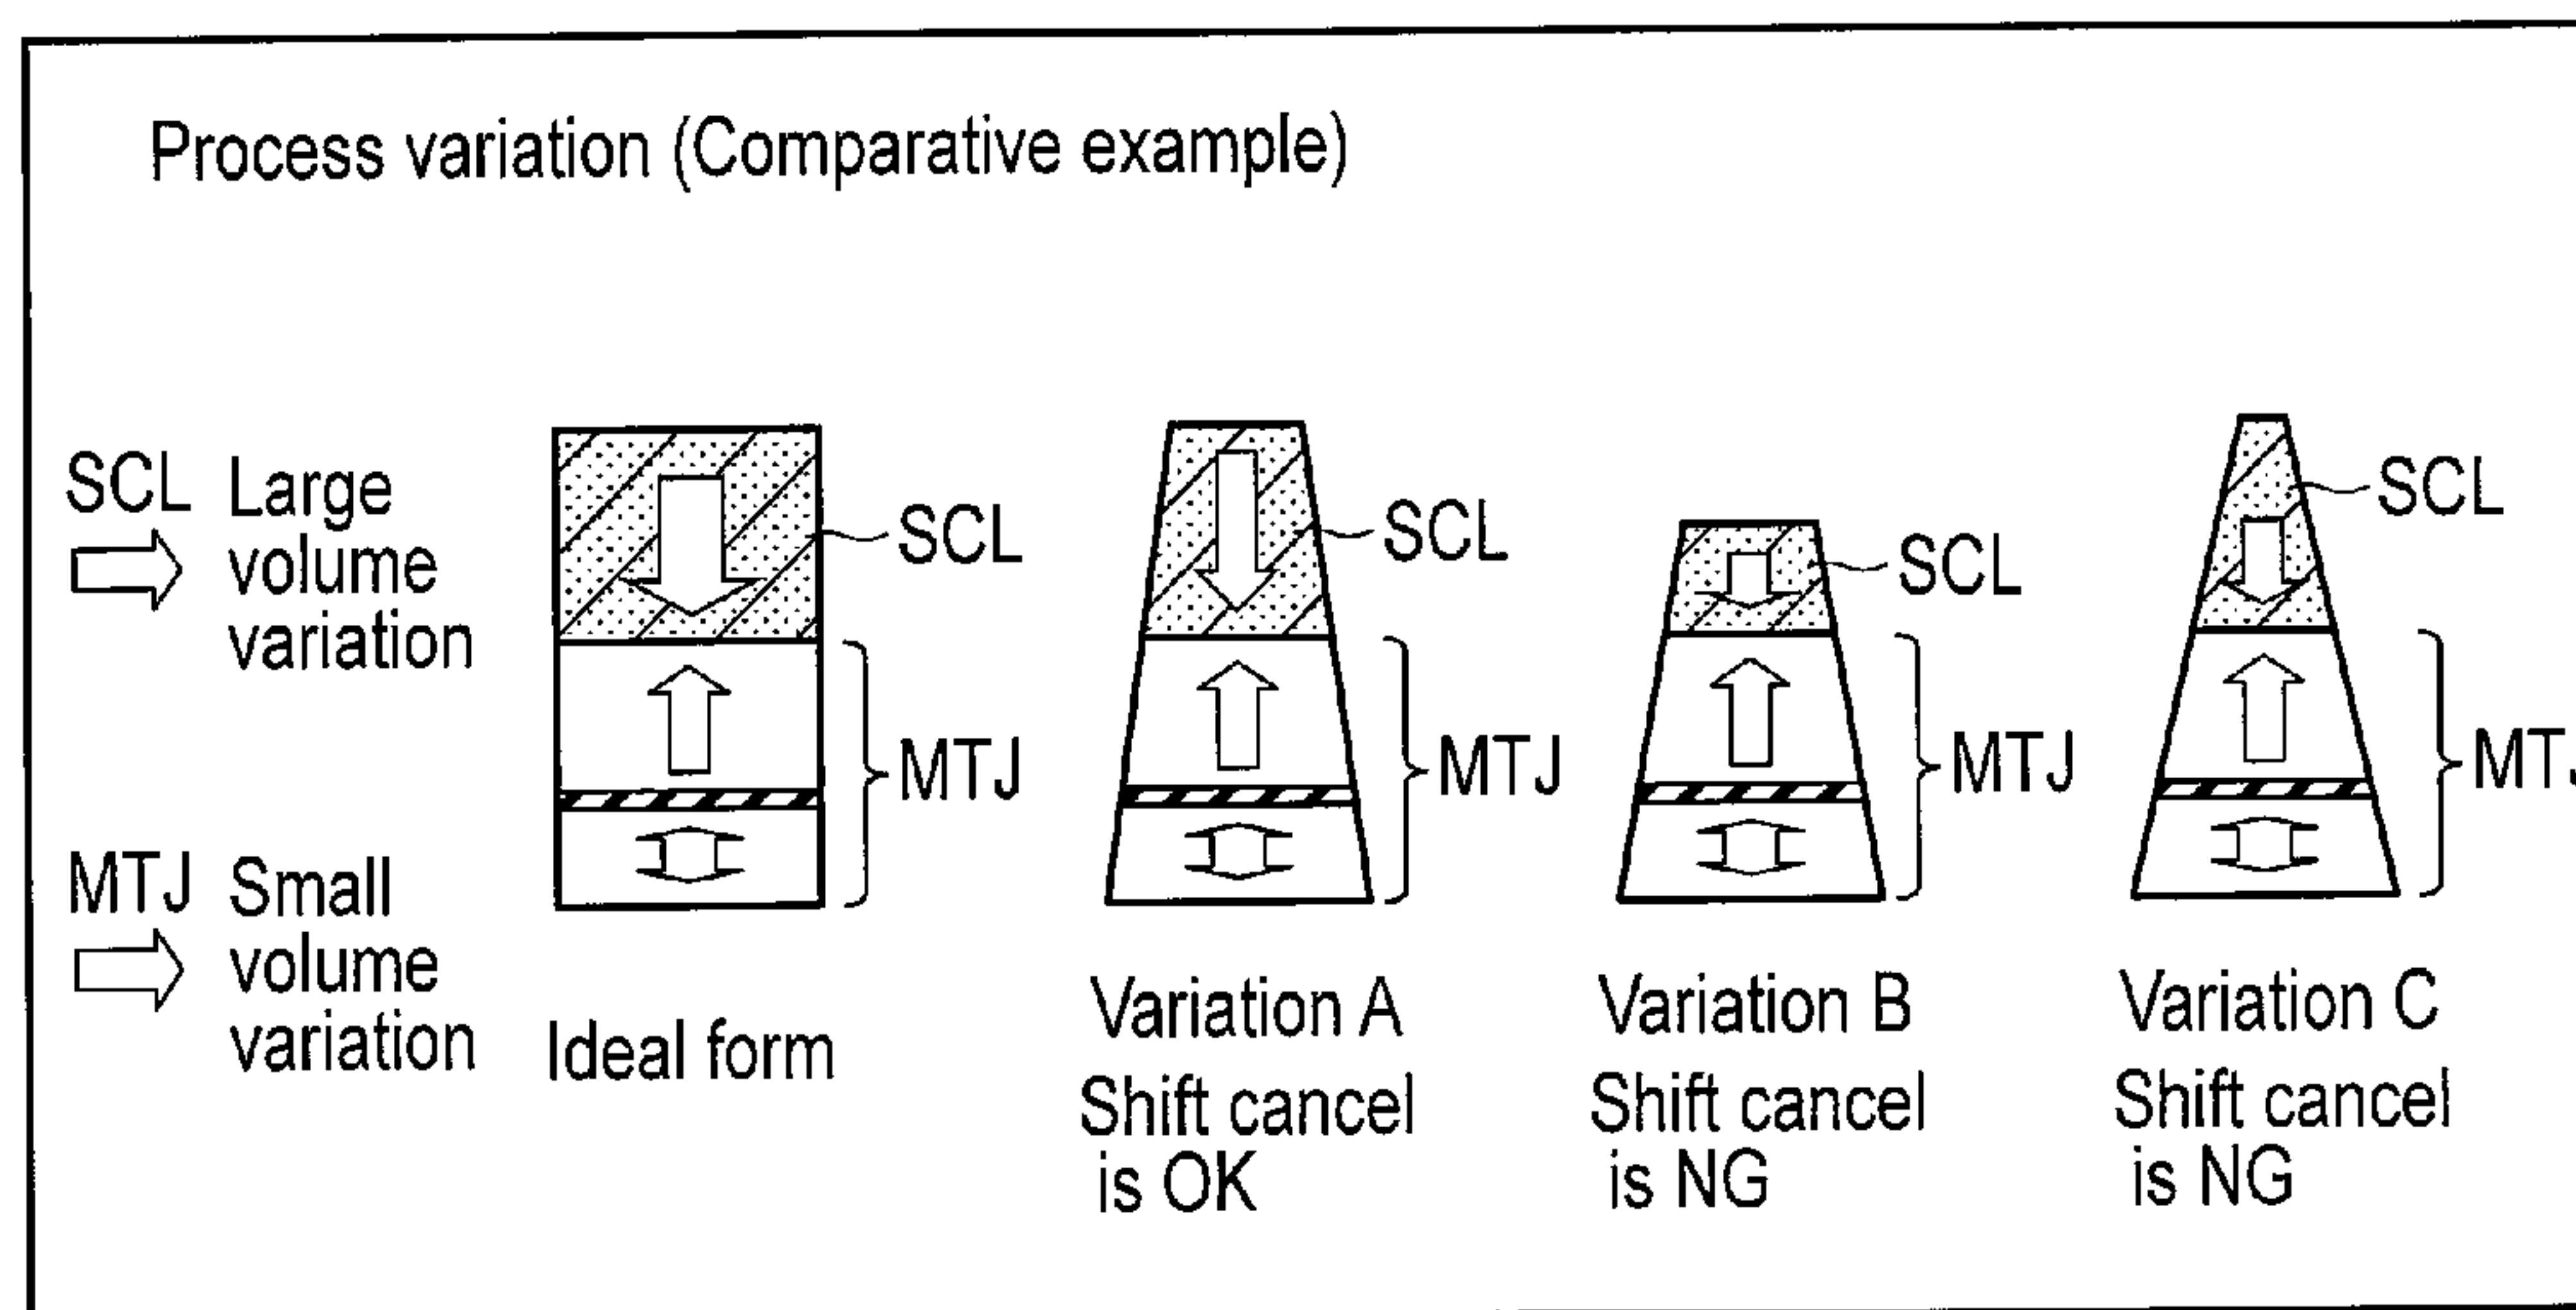 Process variation (Comparative example)
SCL Large
volume
variation
MTJ Small
volume
variation
SCL
MTJ
Ideal form
SCL
MTJ
Variation A
Shift cancel
is OK
SCL
MTJ
Variation B
Shift cancel
is NG
SCL
MTJ
Variation C
Shift cancel
is NG